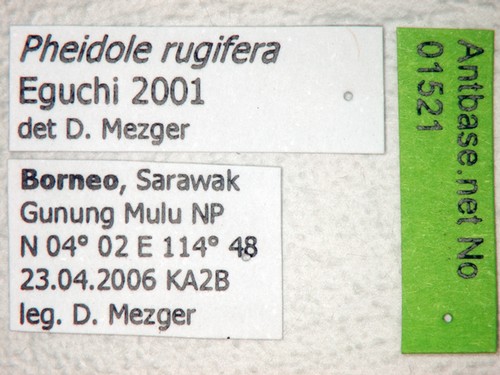 Pheidole rugifera
Eguchi 2001
det D. Mezger
Borneo, Sarawak
Gunung Mulu NP
N 04° 02 E 114° 48
23.04.2006 KA2B
leg. D. Mezger
Antbase.net No
01521